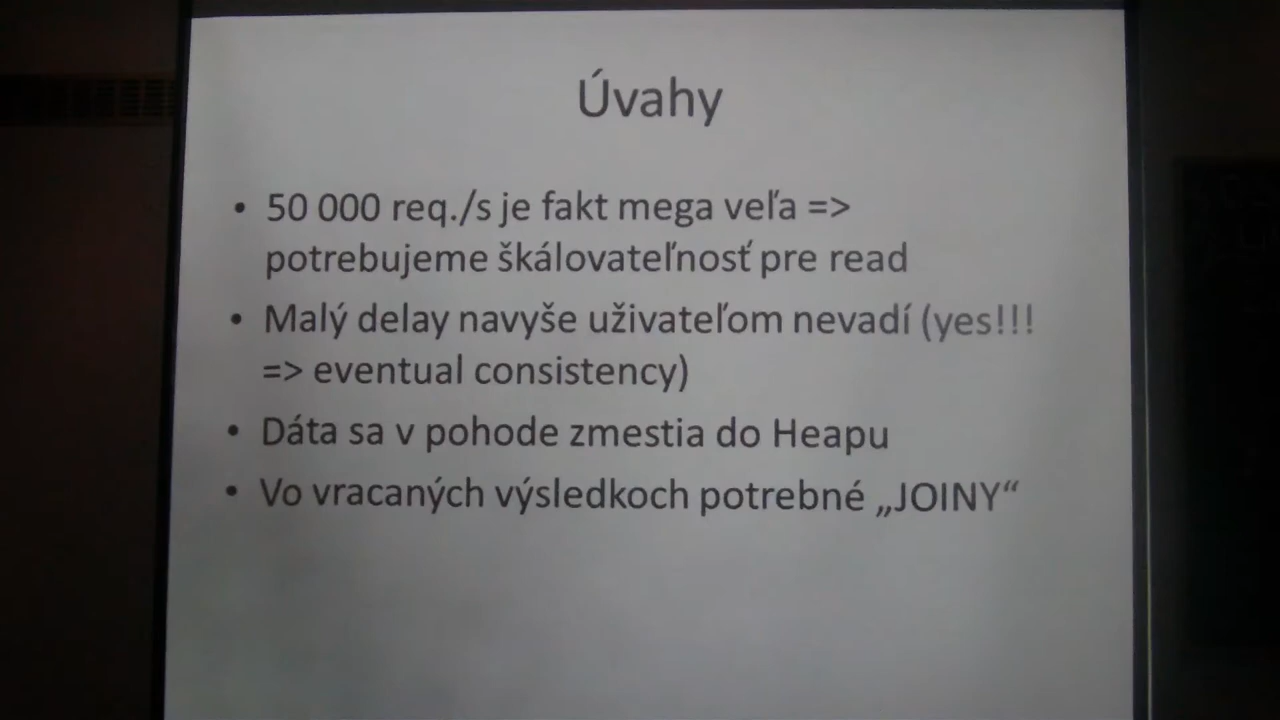 Úvahy
• 50 000 req./s je fakt mega veľa =>
potrebujeme škálovateľnosť pre read
• Malý delay navyše uživateľom nevadí (yes!!!
=> eventual consistency)
• Dáta sa v pohode zmestia do Heapu
• Vo vracaných výsledkoch potrebné „JOINY“